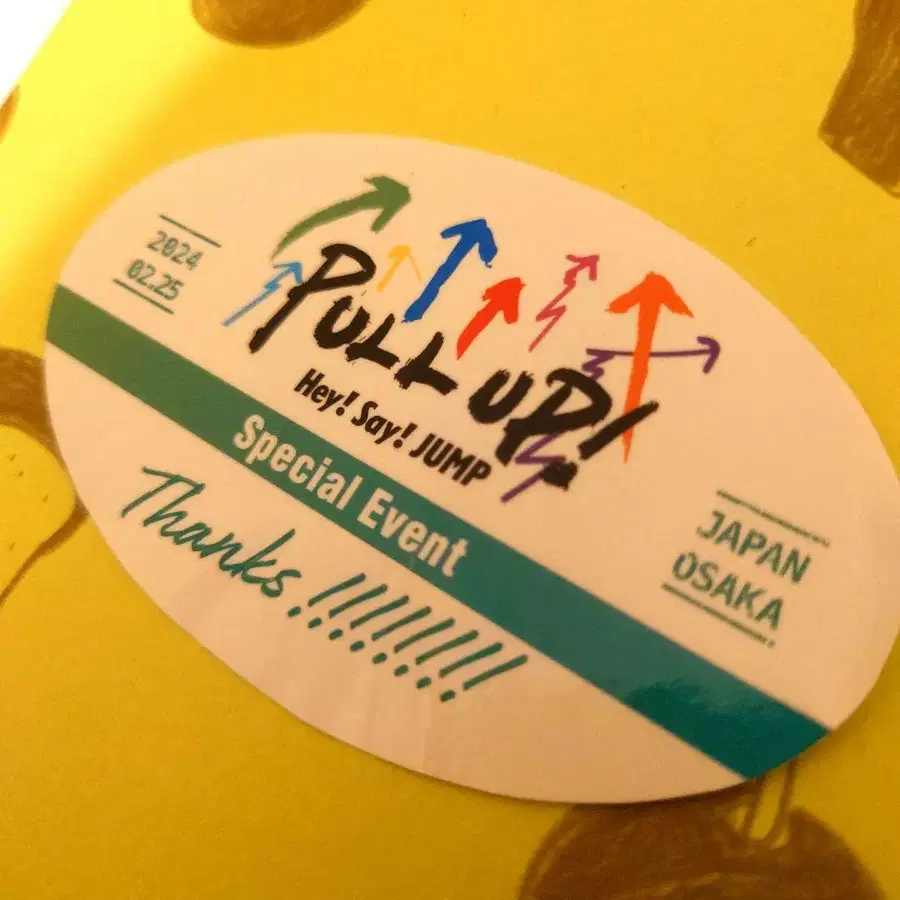 2024
02.25
PULL UP!
Hey! Say! JUMP
Special Event
Thanks!!!!!!!!
JAPAN
OSAKA